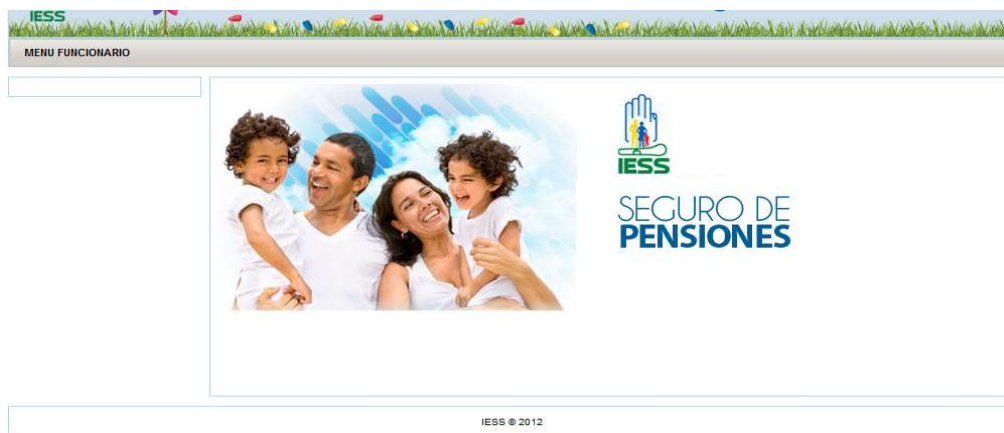 IESS
MENU FUNCIONARIO
IESS
SEGURO DE
PENSIONES
IESS © 2012